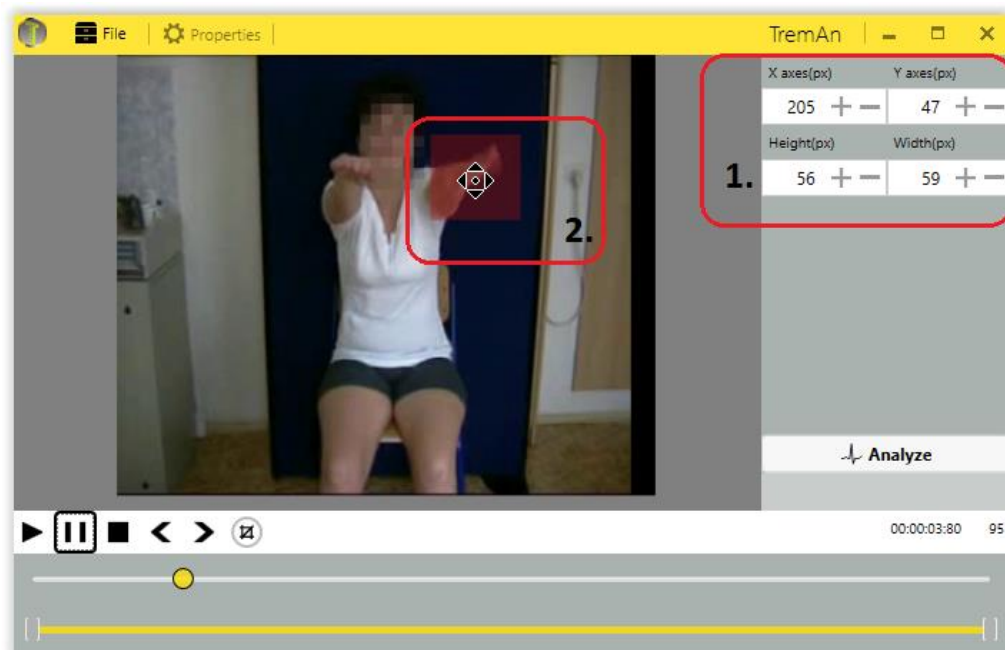 File Properties TremAn
X axes(px) Y axes(px)
205 47
Height(px) Width(px)
1. 56 59
2.
Analyze
00:00:03:80 95